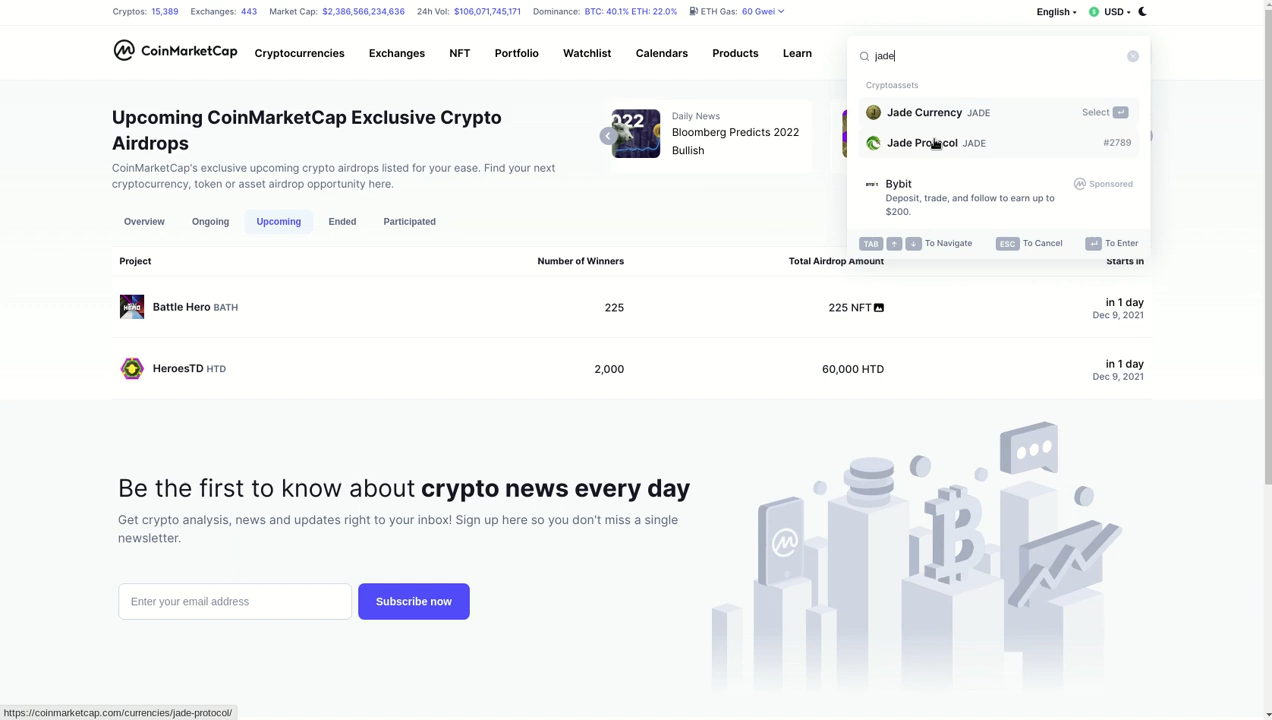 Cryptos: 15,389 Exchanges: 443 Market Cap: $2,386,566,234,636 24h Vol: $106,071,745,171 Dominance: BTC: 40.1% ETH: 22.0% ETH Gas: 60 Gwei English USD
CoinMarketCap Cryptocurrencies Exchanges NFT Portfolio Watchlist Calendars Products Learn
jade
Cryptoassets
Jade Currency JADE Select
Jade Protocol JADE #2789
Bybit Sponsored
Deposit, trade, and follow to earn up to
$200.
TAB To Navigate ESC To Cancel To Enter
Upcoming CoinMarketCap Exclusive Crypto
Airdrops
CoinMarketCap's exclusive upcoming crypto airdrops listed for your ease. Find your next
cryptocurrency, token or asset airdrop opportunity here.
Daily News
Bloomberg Predicts 2022
Bullish
Overview Ongoing Upcoming Ended Participated
Project Number of Winners Total Airdrop Amount Starts in
Battle Hero BATH 225 225 NFT in 1 day
Dec 9, 2021
HeroesTD HTD 2,000 60,000 HTD in 1 day
Dec 9, 2021
Be the first to know about crypto news every day
Get crypto analysis, news and updates right to your inbox! Sign up here so you don't miss a single
newsletter.
Enter your email address Subscribe now
https://coinmarketcap.com/currencies/jade-protocol/